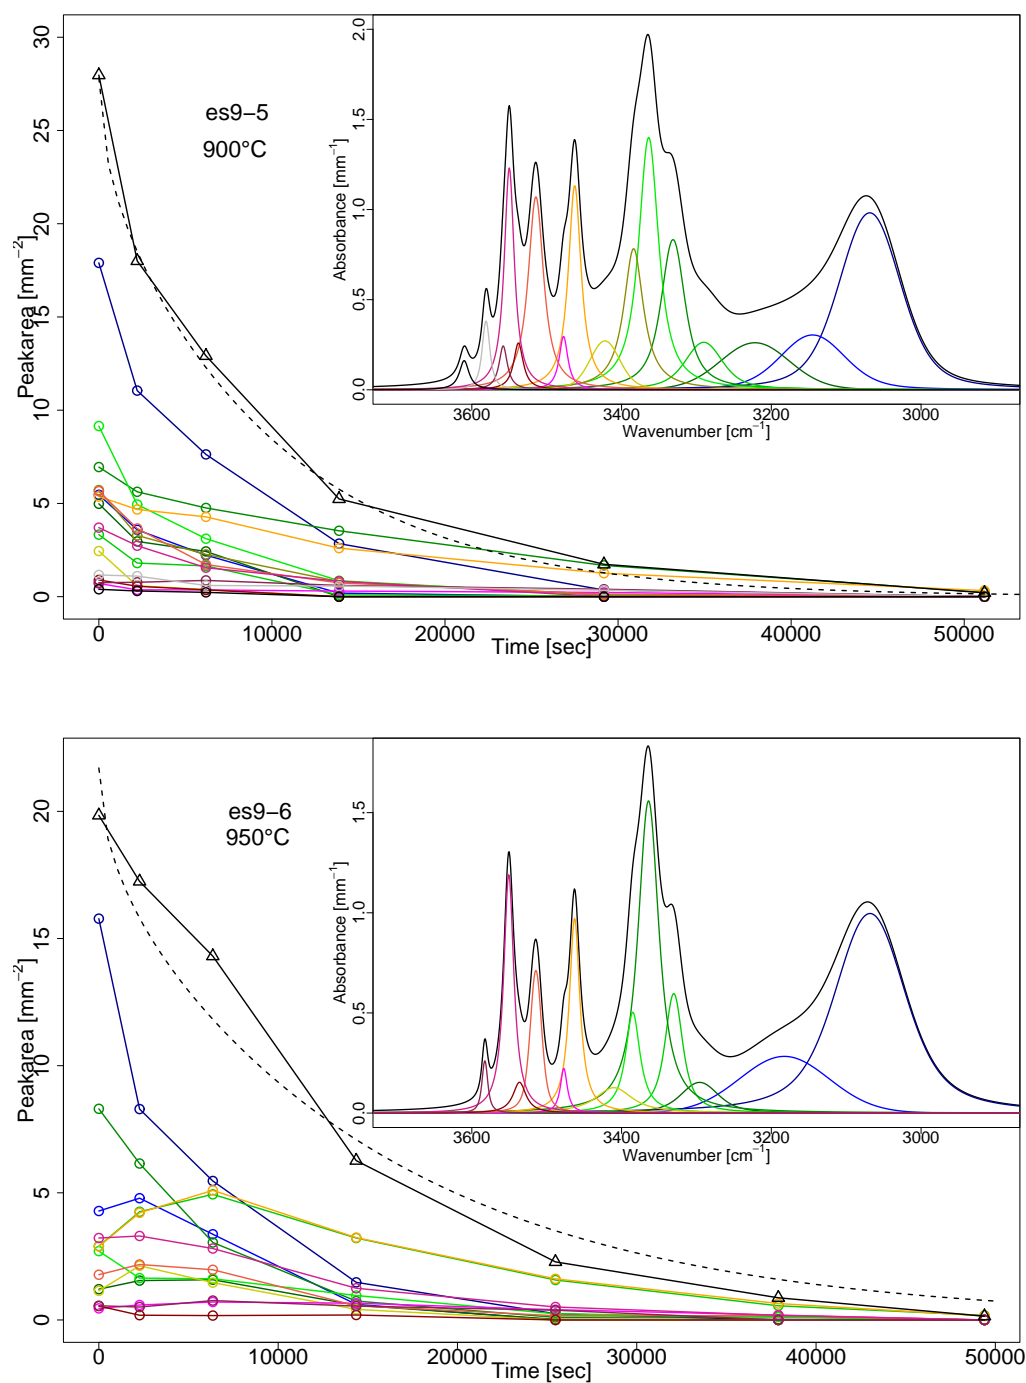 30
25
20
15
10
5
0
Peakarea [mm−2]
es9−5
900°C
2.0
1.5
1.0
0.5
0.0
Absorbance [mm−1]
3600 3400 3200 3000
Wavenumber [cm−1]
0 10000 20000 30000 40000 50000
Time [sec]
20
15
10
5
0
Peakarea [mm−2]
es9−6
950°C
1.5
1.0
0.5
0.0
Absorbance [mm−1]
3600 3400 3200 3000
Wavenumber [cm−1]
0 10000 20000 30000 40000 50000
Time [sec]